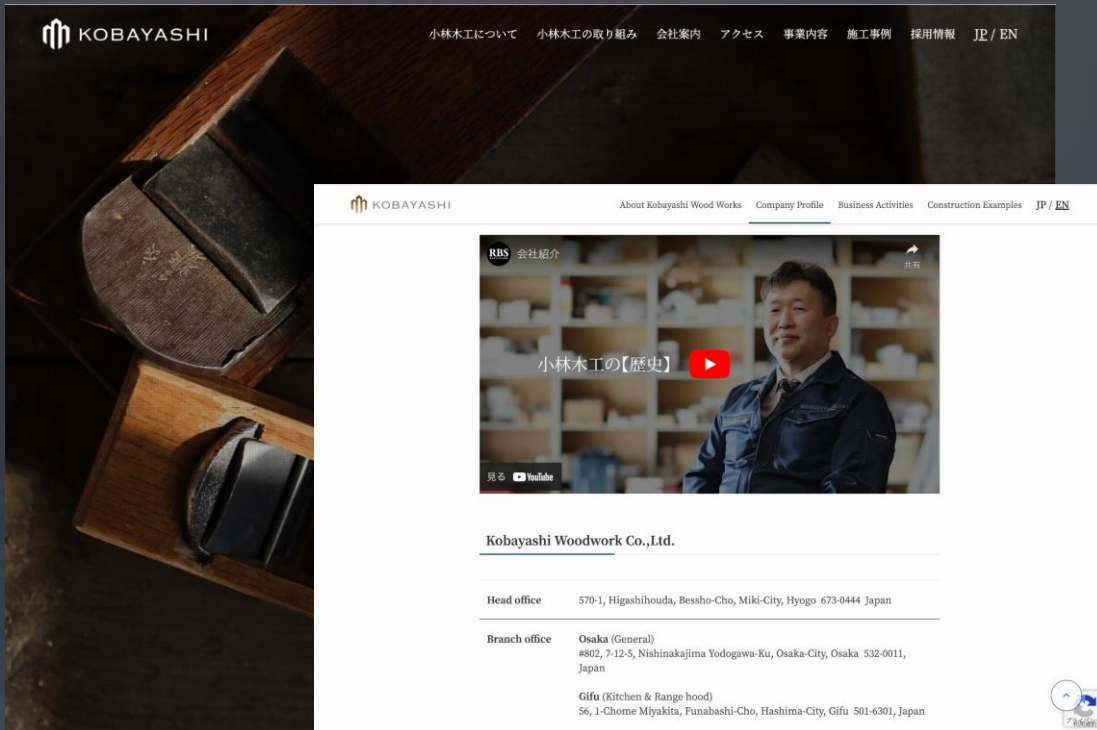 KOBAYASHI
小林木工について 小林木工の取り組み 会社案内 アクセス 事業内容 施工事例 採用情報 JP / EN
KOBAYASHI
About Kobayashi Wood Works Company Profile Business Activities Construction Examples JP / EN
RBS 会社紹介
共有
小林木工の【歴史】
見る YouTube
Kobayashi Woodwork Co.,Ltd.
Head office 570-1, Higashihouda, Bessho-Cho, Miki-City, Hyogo 673-0444 Japan
Branch office Osaka (General)
#802, 7-12-5, Nishinakajima Yodogawa-Ku, Osaka-City, Osaka 532-0011,
Japan
Gifu (Kitchen & Range hood)
56, 1-Chome Miyakita, Funabashi-Cho, Hashima-City, Gifu 501-6301, Japan